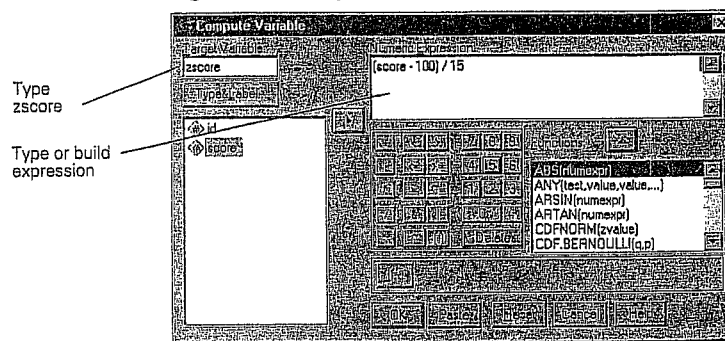 Compute Variable
Target Variable:
zscore
Type&Label...
Numeric Expression:
(score - 100) / 15
Type
zscore
Type or build
expression
id
score
Functions:
ABS(numexpr)
ANY(test,value,value,...)
ARSIN(numexpr)
ARTAN(numexpr)
CDFNORM(zvalue)
CDF.BERNOULLI(q,p)
Delete
If...
OK
Paste
Reset
Cancel
Help